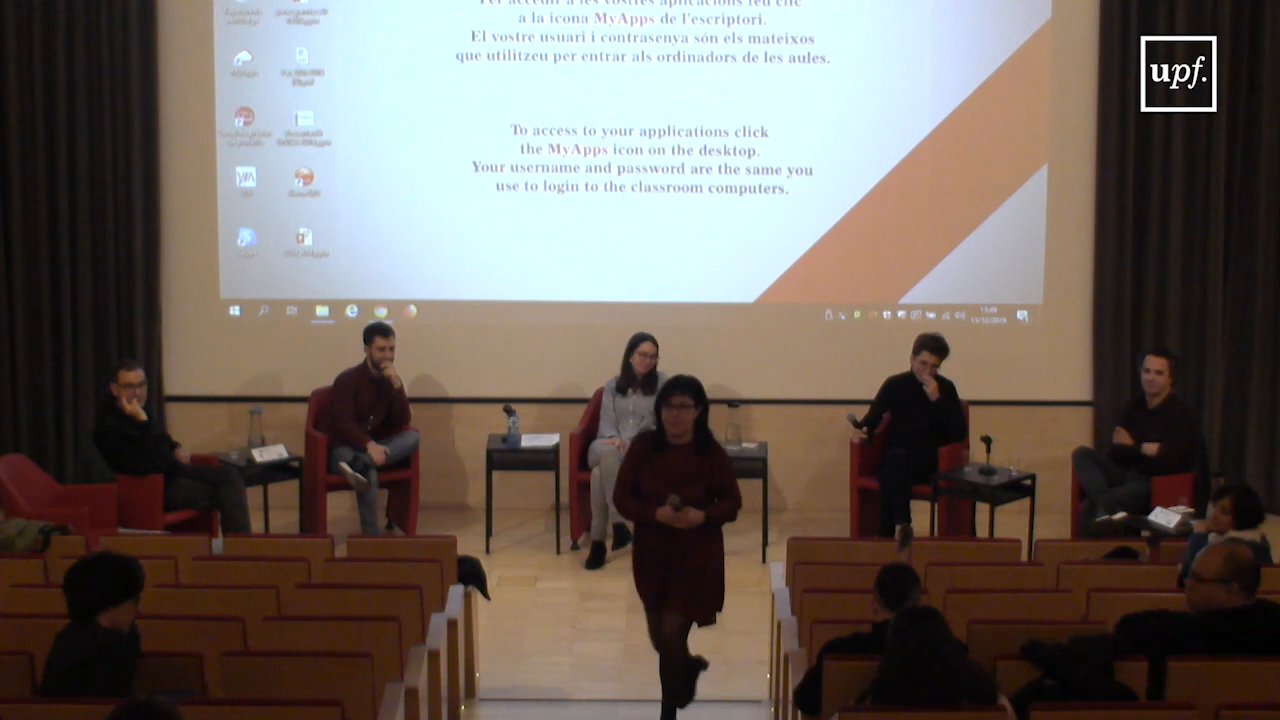 Per accedir a les vostres aplicacions feu clic
a la icona MyApps de l'escriptori.
El vostre usuari i contrasenya són els mateixos
que utilitzeu per entrar als ordinadors de les aules.
To access to your applications click
the MyApps icon on the desktop.
Your username and password are the same you
use to login to the classroom computers.
upf.